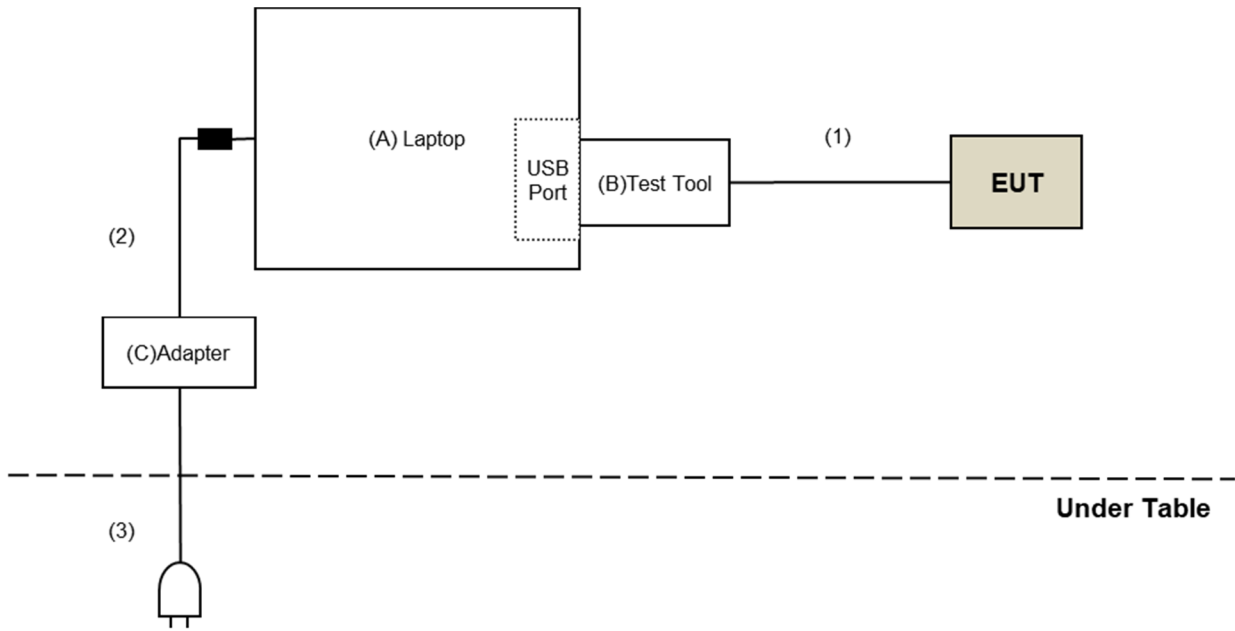 (A) Laptop
USB
Port
(B)Test Tool
(1)
EUT
(2)
(C)Adapter
Under Table
(3)